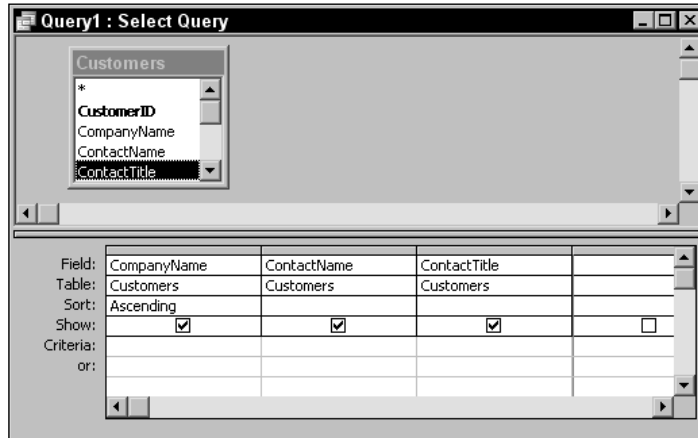 Query1 : Select Query
Customers
*
CustomerID
CompanyName
ContactName
ContactTitle
Field: CompanyName ContactName ContactTitle
Table: Customers Customers Customers
Sort: Ascending
Show:
Criteria:
or: